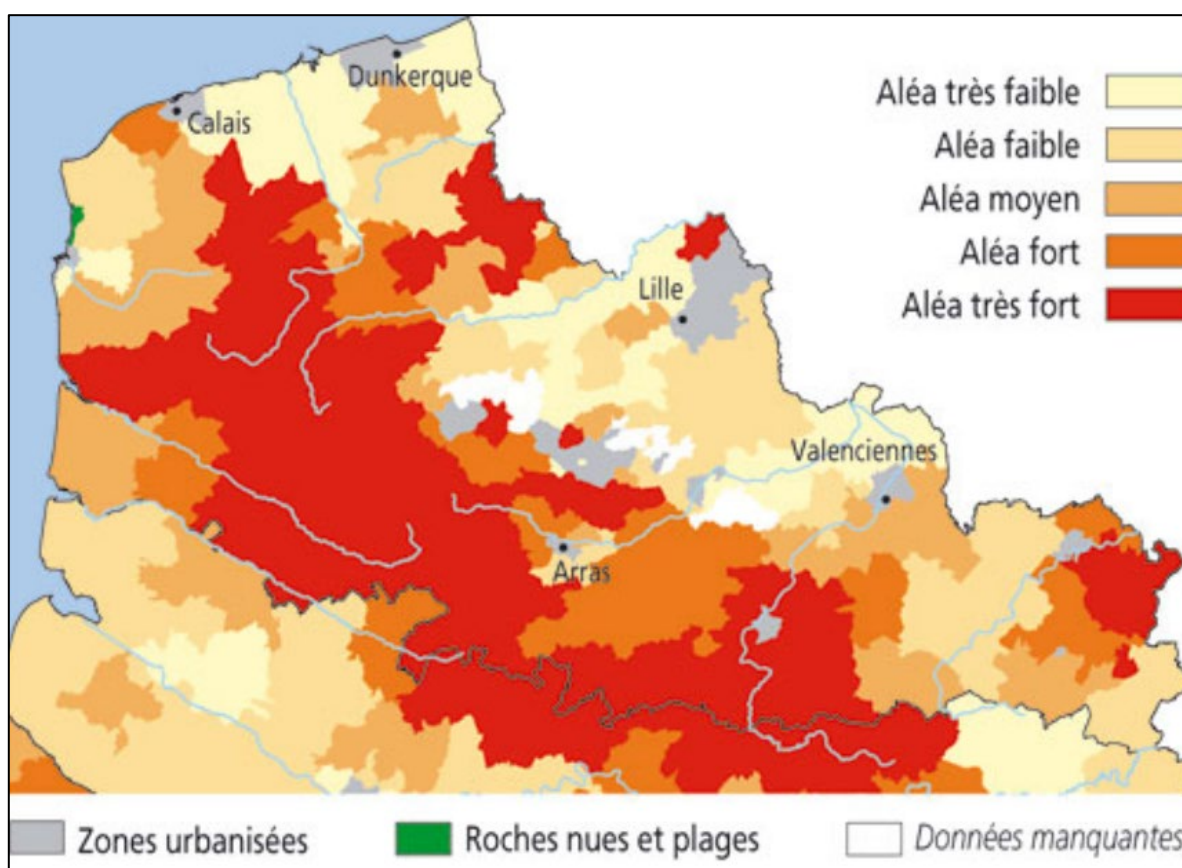 Dunkerque
Calais
Aléa très faible
Aléa faible
Aléa moyen
Aléa fort
Aléa très fort
Lille
Valenciennes
Arras
Zones urbanisées
Roches nues et plages
Données manquantes